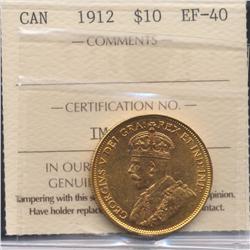 CAN 1912 $10 EF-40
— COMMENTS —
— CERTIFICATION NO. —
IN OUR
GENUI
GEORGIVS V DEI GRA: REX ET IND: IMP:
Tampering with this
Have holder replac
ntact.